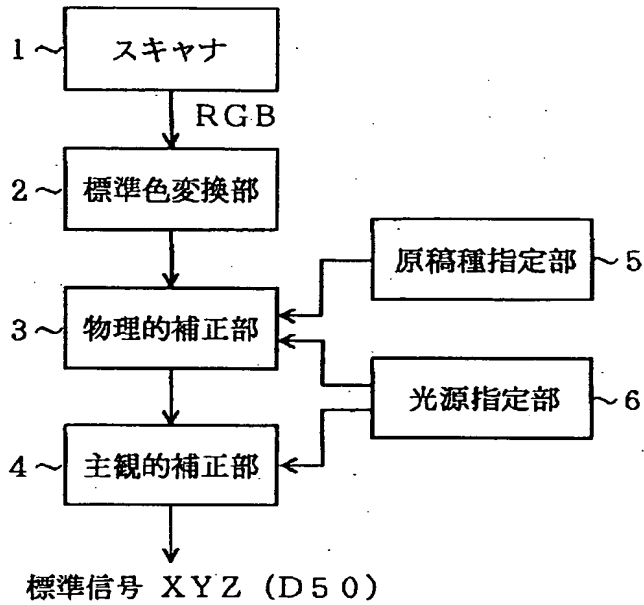 1 ～ スキャナ
RGB
2 ～ 標準色変換部
原稿種指定部 ～ 5
3 ～ 物理的補正部
光源指定部 ～ 6
4 ～ 主観的補正部
標準信号 XYZ (D50)